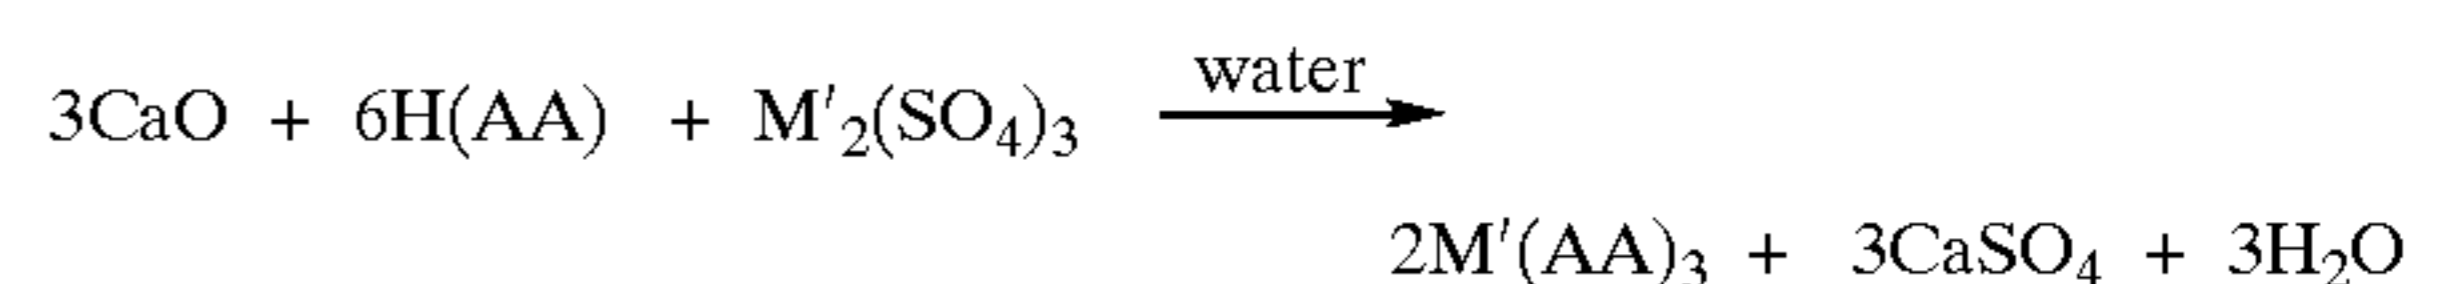 water
3CaO + 6H(AA) + M′₂(SO₄)₃
2M′(AA)₃ + 3CaSO₄ + 3H₂O